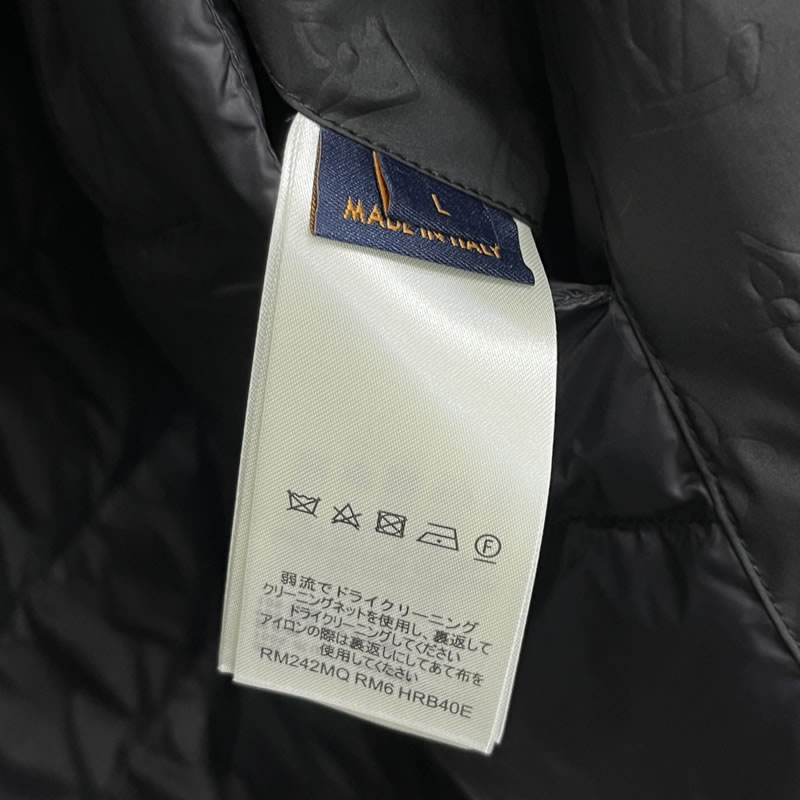 L
MADE IN ITALY
F
弱流でドライクリーニング
クリーニングネットを使用し、裏返して
ドライクリーニングしてください
アイロンの際は裏返しにしてあて布を
使用してください
RM242MQ RM6 HRB40E